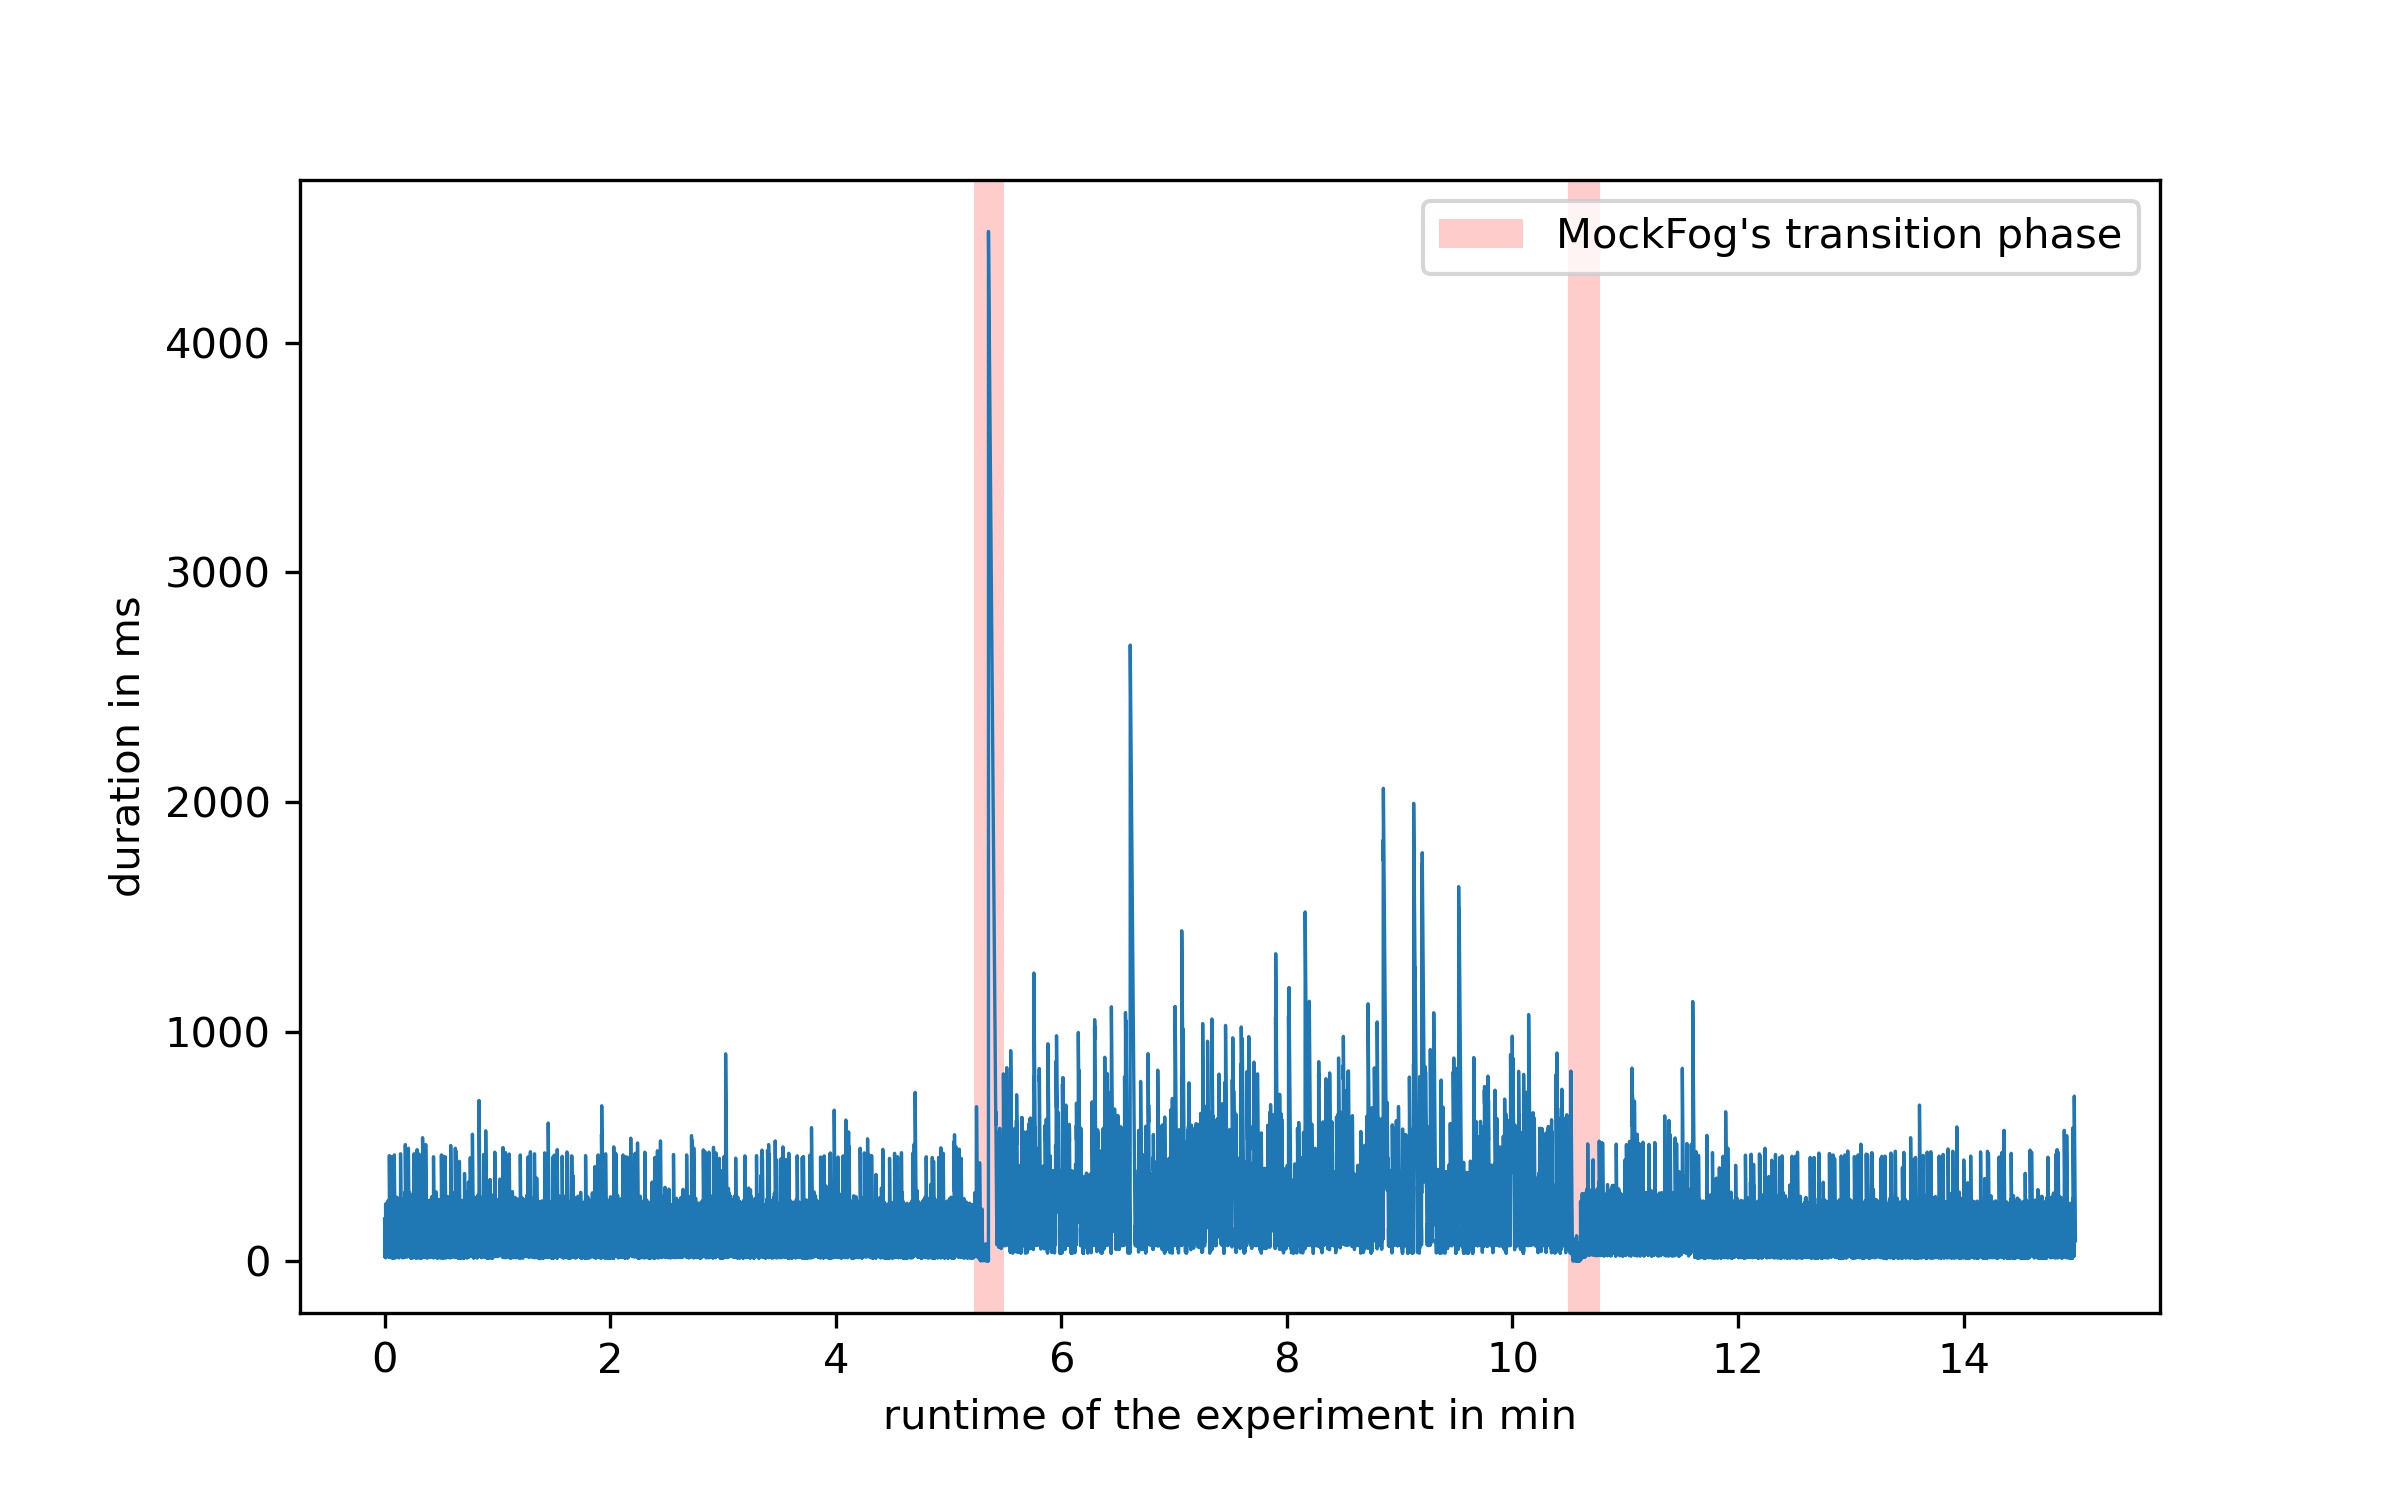 MockFog's transition phase
4000
3000
2000
1000
0
duration in ms
0 2 4 6 8 10 12 14
runtime of the experiment in min